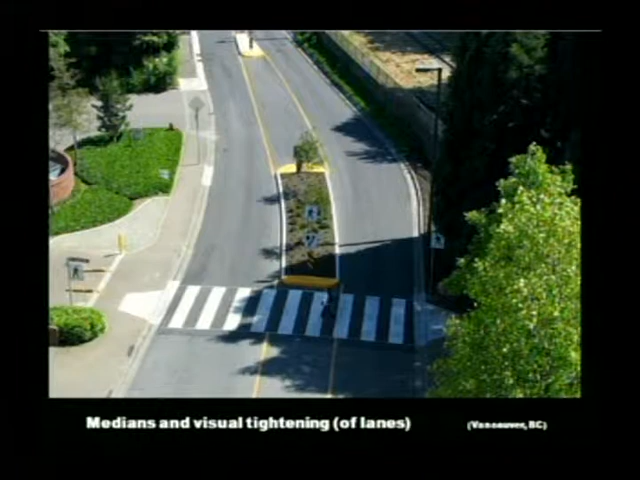 Medians and visual tightening (of lanes)
(Vancouver, BC)